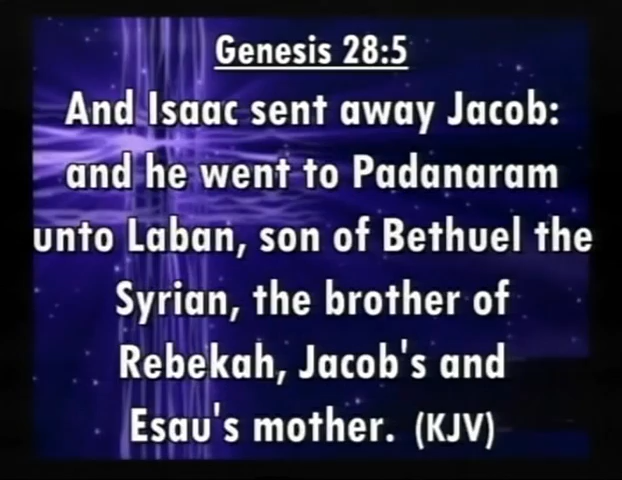 Genesis 28:5
And Isaac sent away Jacob:
and he went to Padanaram
unto Laban, son of Bethuel the
Syrian, the brother of
Rebekah, Jacob's and
Esau's mother. (KJV)